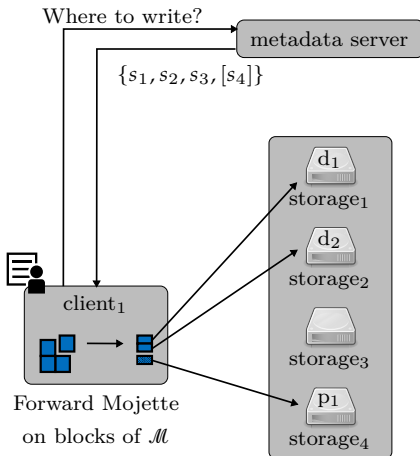 Where to write?
metadata server
{s₁, s₂, s₃, [s₄]}
d₁
storage₁
d₂
storage₂
client₁
storage₃
Forward Mojette
on blocks of ℳ
p₁
storage₄